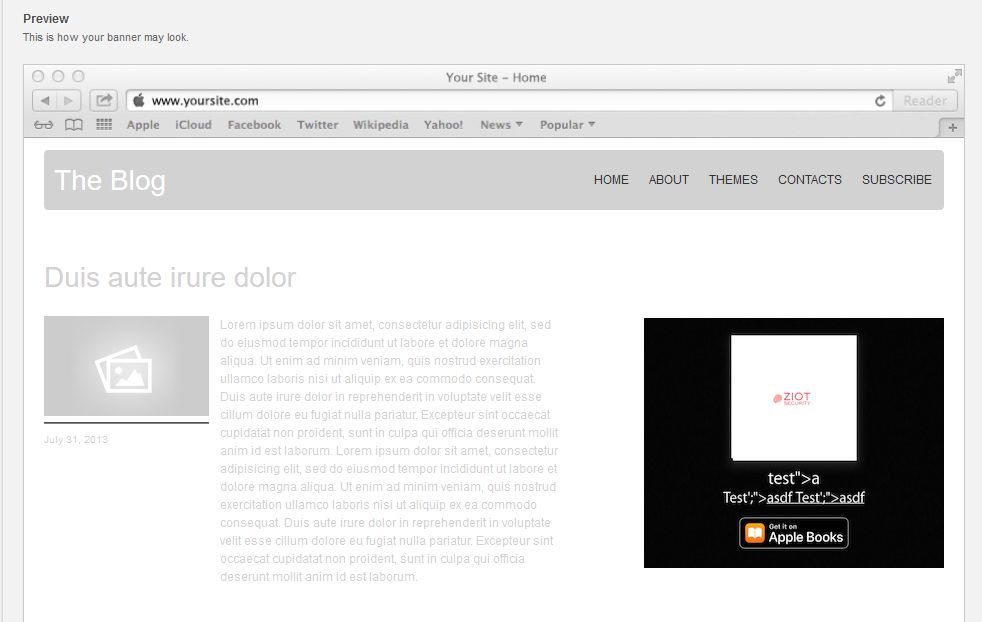 Preview
This is how your banner may look.
Your Site – Home
www.yoursite.com
Reader
Apple iCloud Facebook Twitter Wikipedia Yahoo! News Popular
The Blog
HOME ABOUT THEMES CONTACTS SUBSCRIBE
Duis aute irure dolor
July 31, 2013
Lorem ipsum dolor sit amet, consectetur adipisicing elit, sed
do eiusmod tempor incididunt ut labore et dolore magna
aliqua. Ut enim ad minim veniam, quis nostrud exercitation
ullamco laboris nisi ut aliquip ex ea commodo consequat.
Duis aute irure dolor in reprehenderit in voluptate velit esse
cillum dolore eu fugiat nulla pariatur. Excepteur sint occaecat
cupidatat non proident, sunt in culpa qui officia deserunt mollit
anim id est laborum. Lorem ipsum dolor sit amet, consectetur
adipisicing elit, sed do eiusmod tempor incididunt ut labore et
dolore magna aliqua. Ut enim ad minim veniam, quis nostrud
exercitation ullamco laboris nisi ut aliquip ex ea commodo
consequat. Duis aute irure dolor in reprehenderit in voluptate
velit esse cillum dolore eu fugiat nulla pariatur. Excepteur sint
occaecat cupidatat non proident, sunt in culpa qui officia
deserunt mollit anim id est laborum.
ZIOT
SECURITY
test">a
Test';">asdf Test';">asdf
Get it on
Apple Books